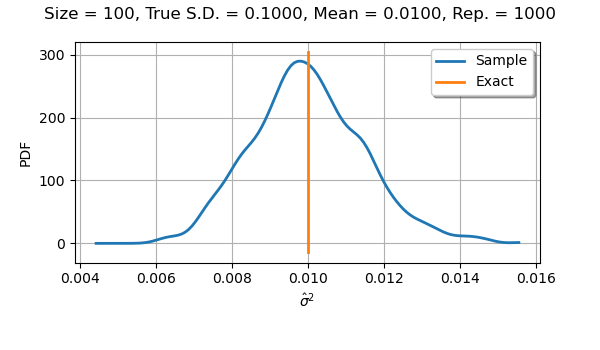 Size = 100, True S.D. = 0.1000, Mean = 0.0100, Rep. = 1000
300
200
100
0
PDF
Sample
Exact
0.004 0.006 0.008 0.010 0.012 0.014 0.016
σ̂²